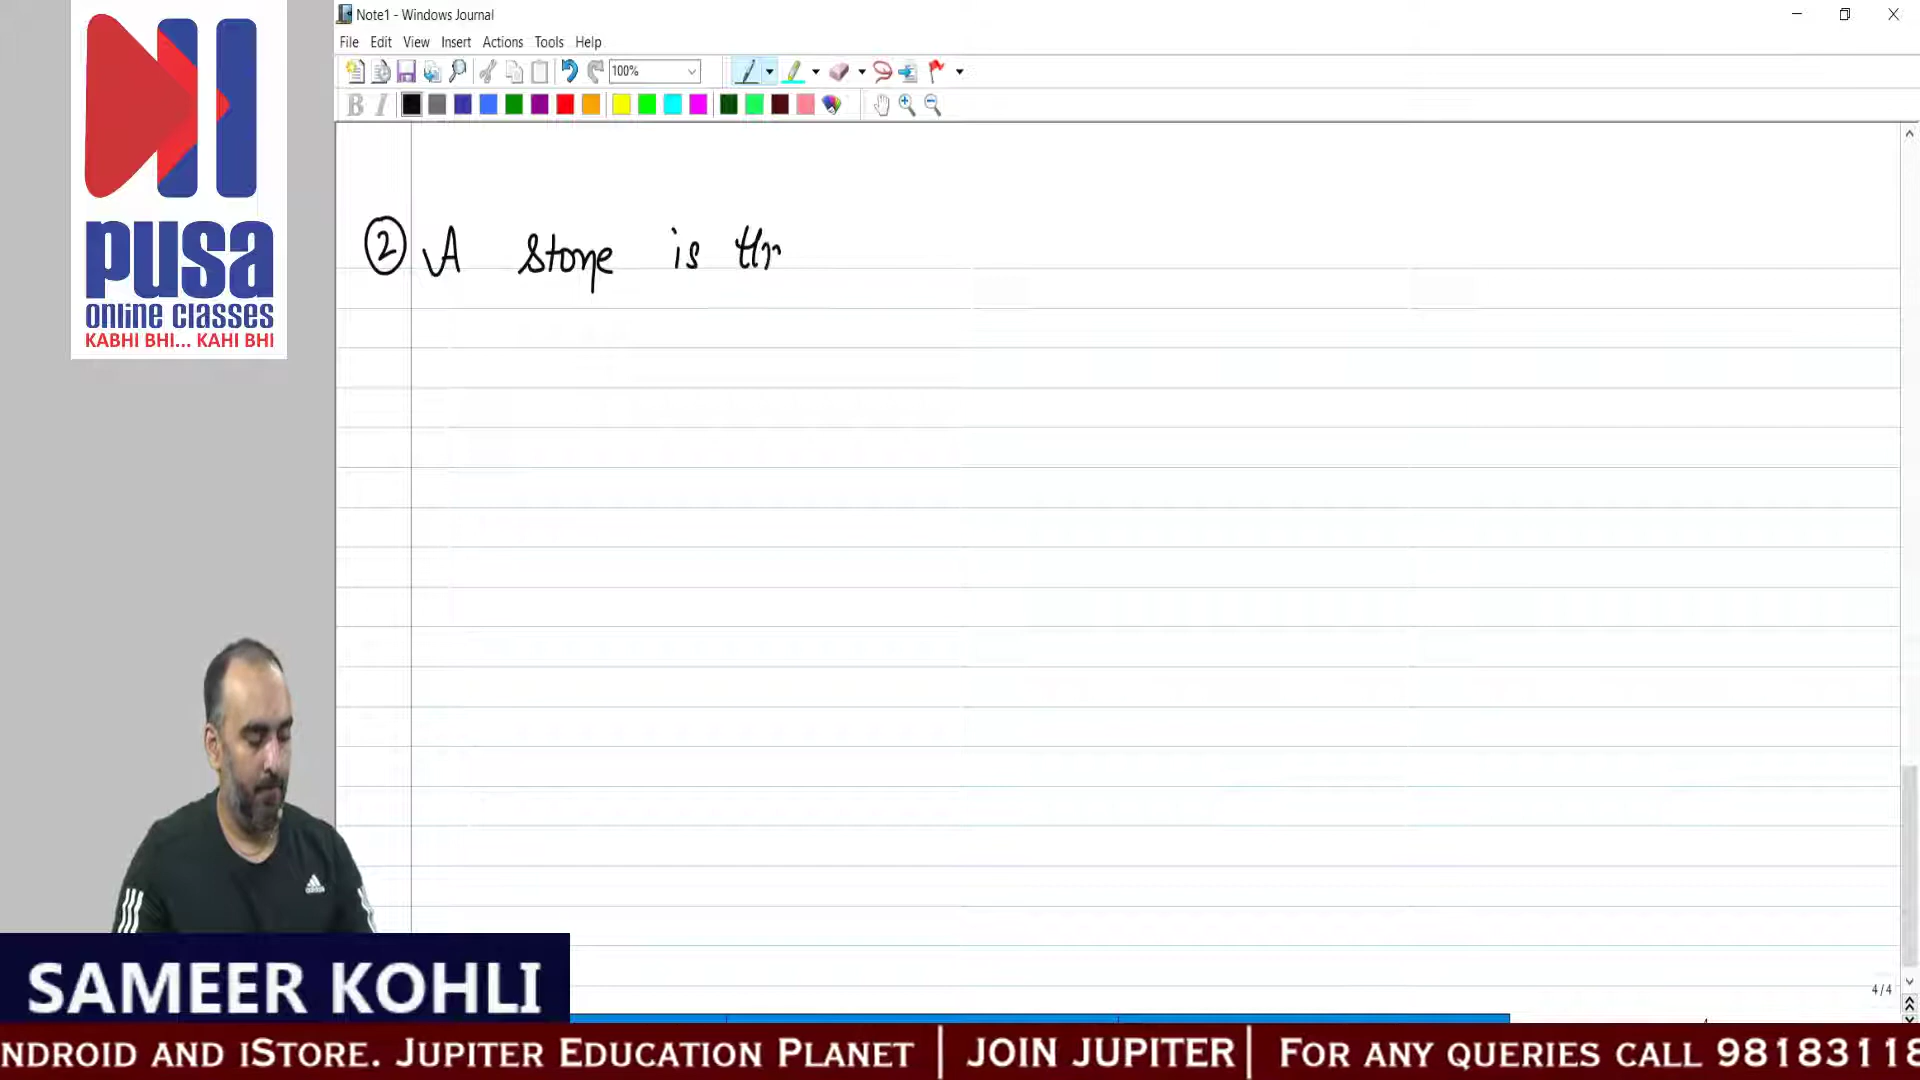 Note1 - Windows Journal
File Edit View Insert Actions Tools Help
100%
B I
② A stone is thr
PUSA
online classes
KABHI BHI... KAHI BHI
4 / 4
SAMEER KOHLI
NDROID AND iSTORE. JUPITER EDUCATION PLANET | JOIN JUPITER | FOR ANY QUERIES CALL 98183118